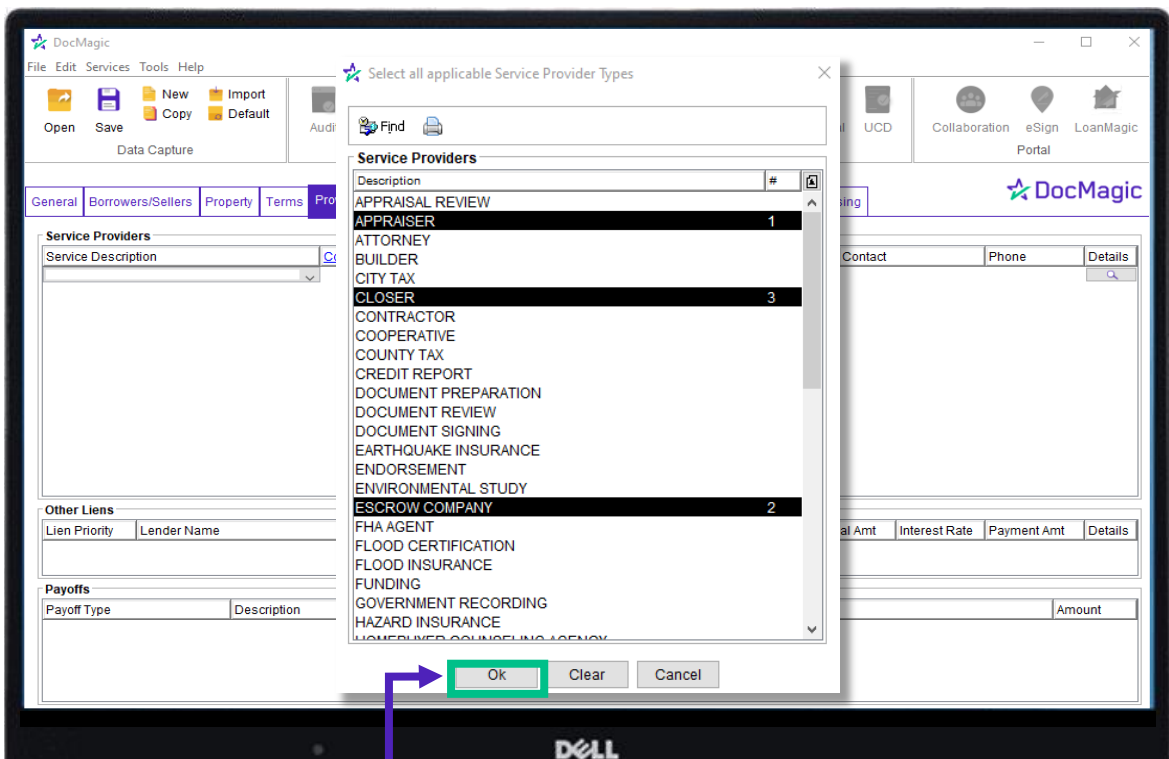 DocMagic
File Edit Services Tools Help
Select all applicable Service Provider Types
New Import
Copy Default
Open Save
UCD
Collaboration eSign LoanMagic
Data Capture
Portal
Find
Service Providers
Description #
General Borrowers/Sellers Property Terms
DocMagic
Service Providers
Service Description
Contact Phone Details
APPRAISAL REVIEW
APPRAISER 1
ATTORNEY
BUILDER
CITY TAX
CLOSER 3
CONTRACTOR
COOPERATIVE
COUNTY TAX
CREDIT REPORT
DOCUMENT PREPARATION
DOCUMENT REVIEW
DOCUMENT SIGNING
EARTHQUAKE INSURANCE
ENDORSEMENT
ENVIRONMENTAL STUDY
ESCROW COMPANY 2
FHA AGENT
FLOOD CERTIFICATION
FLOOD INSURANCE
FUNDING
GOVERNMENT RECORDING
HAZARD INSURANCE
Other Liens
Lien Priority Lender Name
al Amt Interest Rate Payment Amt Details
Payoffs
Payoff Type Description
Amount
Ok Clear Cancel
DELL